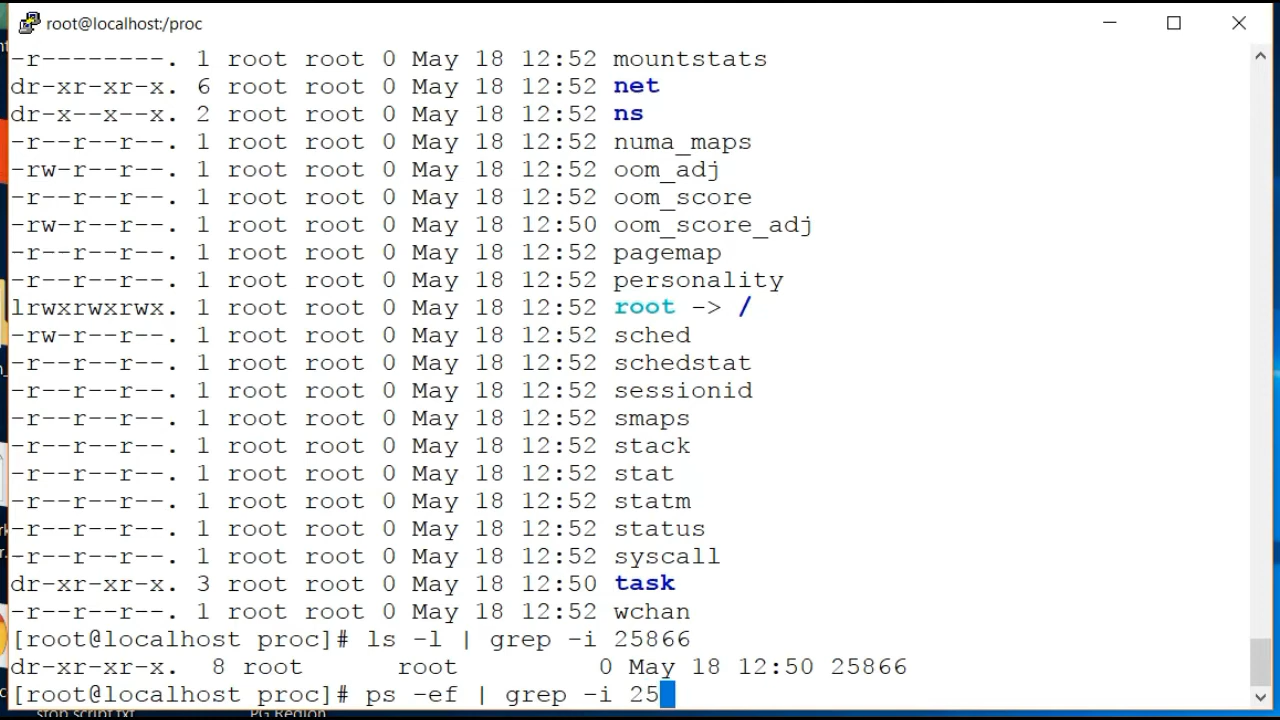 root@localhost:/proc
-r--------. 1 root root 0 May 18 12:52 mountstats
dr-xr-xr-x. 6 root root 0 May 18 12:52 net
dr-x--x--x. 2 root root 0 May 18 12:52 ns
-r--r--r--. 1 root root 0 May 18 12:52 numa_maps
-rw-r--r--. 1 root root 0 May 18 12:52 oom_adj
-r--r--r--. 1 root root 0 May 18 12:52 oom_score
-rw-r--r--. 1 root root 0 May 18 12:50 oom_score_adj
-r--r--r--. 1 root root 0 May 18 12:52 pagemap
-r--r--r--. 1 root root 0 May 18 12:52 personality
lrwxrwxrwx. 1 root root 0 May 18 12:52 root -> /
-rw-r--r--. 1 root root 0 May 18 12:52 sched
-r--r--r--. 1 root root 0 May 18 12:52 schedstat
-r--r--r--. 1 root root 0 May 18 12:52 sessionid
-r--r--r--. 1 root root 0 May 18 12:52 smaps
-r--r--r--. 1 root root 0 May 18 12:52 stack
-r--r--r--. 1 root root 0 May 18 12:52 stat
-r--r--r--. 1 root root 0 May 18 12:52 statm
-r--r--r--. 1 root root 0 May 18 12:52 status
-r--r--r--. 1 root root 0 May 18 12:52 syscall
dr-xr-xr-x. 3 root root 0 May 18 12:50 task
-r--r--r--. 1 root root 0 May 18 12:52 wchan
[root@localhost proc]# ls -l | grep -i 25866
dr-xr-xr-x. 8 root root 0 May 18 12:50 25866
[root@localhost proc]# ps -ef | grep -i 25
stop script.txt PG Region